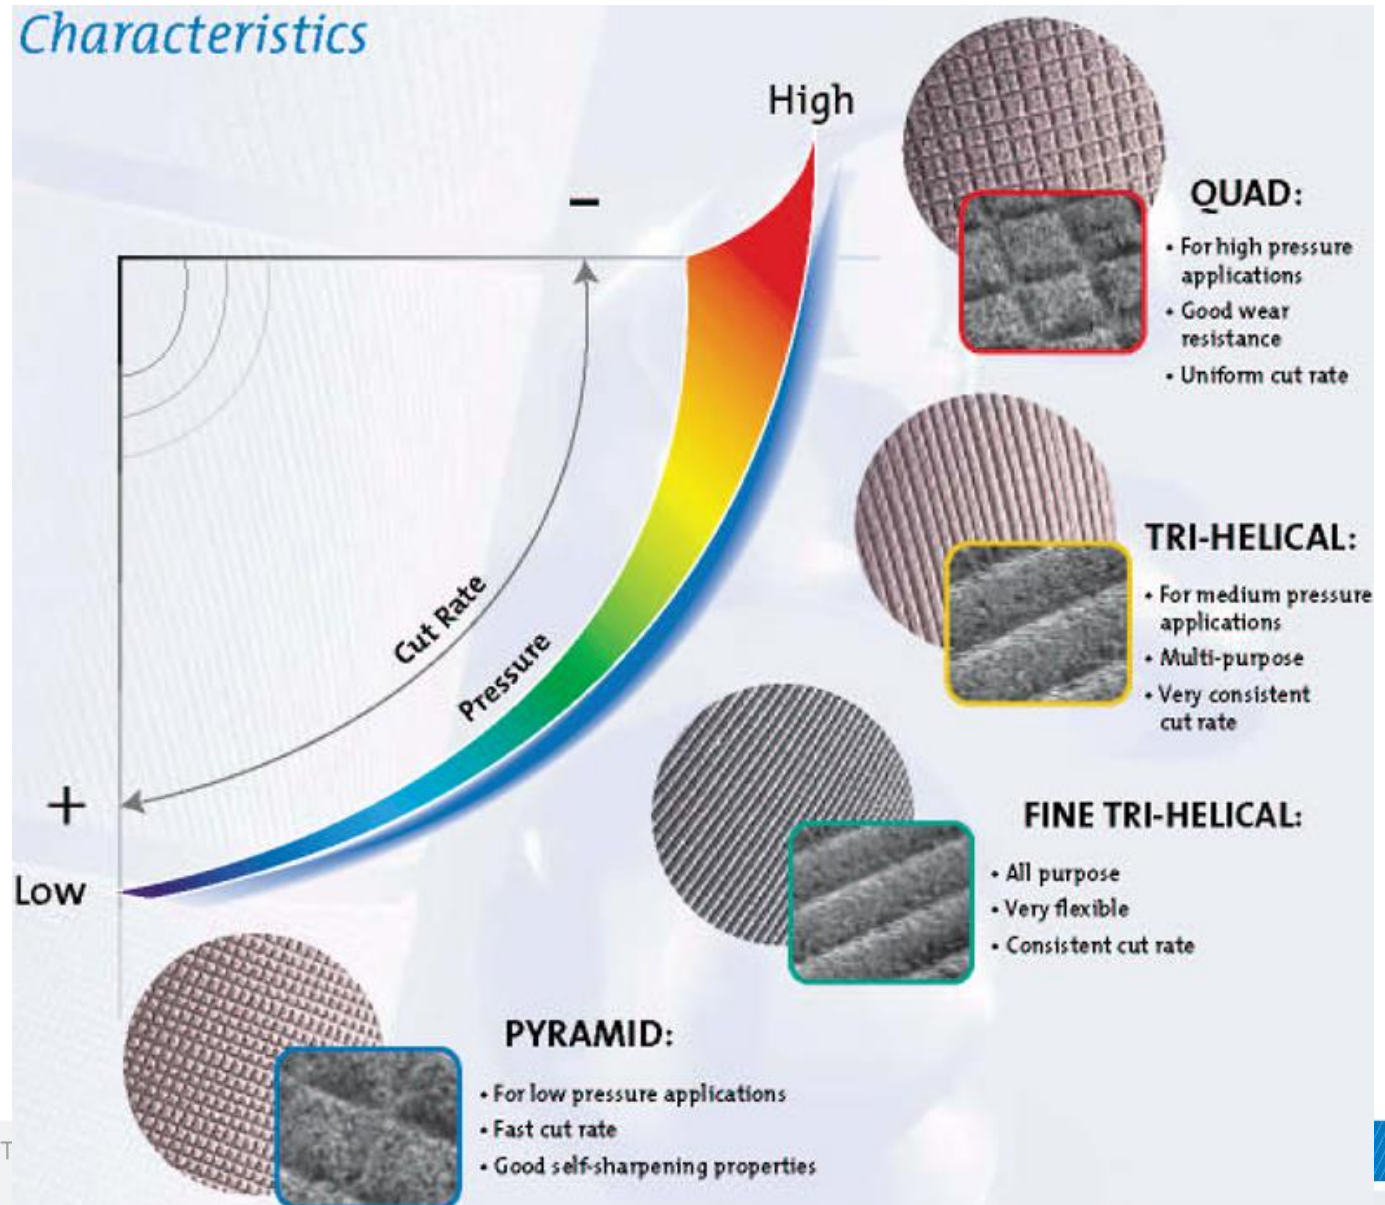 Characteristics
High
–
QUAD:
• For high pressure
applications
• Good wear
resistance
• Uniform cut rate
TRI-HELICAL:
• For medium pressure
applications
• Multi-purpose
• Very consistent
cut rate
Cut Rate
Pressure
+
Low
FINE TRI-HELICAL:
• All purpose
• Very flexible
• Consistent cut rate
PYRAMID:
• For low pressure applications
• Fast cut rate
• Good self-sharpening properties
T